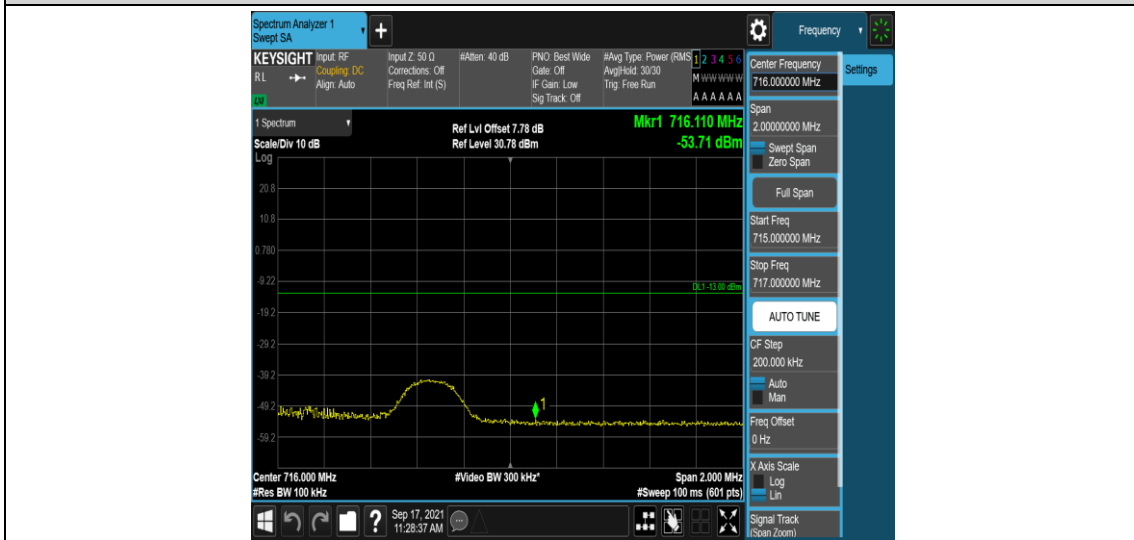 Spectrum Analyzer 1
Swept SA
+
Frequency
KEYSIGHT
RL
LXI
Input: RF
Coupling: DC
Align: Auto
Input Z: 50 Ω
Corrections: Off
Freq Ref: Int (S)
#Atten: 40 dB
PNO: Best Wide
Gate: Off
IF Gain: Low
Sig Track: Off
#Avg Type: Power (RMS
Avg|Hold: 30/30
Trig: Free Run
1 2 3 4 5 6
M W W W W W
A A A A A A
1 Spectrum
Scale/Div 10 dB
Log
Ref Lvl Offset 7.78 dB
Ref Level 30.78 dBm
Mkr1 716.110 MHz
-53.71 dBm
20.8
10.8
0.780
-9.22
DL1 -13.00 dBm
-19.2
-29.2
-39.2
-49.2
1
-59.2
Center 716.000 MHz
#Res BW 100 kHz
#Video BW 300 kHz*
Span 2.000 MHz
#Sweep 100 ms (601 pts)
Center Frequency
716.000000 MHz
Settings
Span
2.00000000 MHz
Swept Span
Zero Span
Full Span
Start Freq
715.000000 MHz
Stop Freq
717.000000 MHz
AUTO TUNE
CF Step
200.000 kHz
Auto
Man
Freq Offset
0 Hz
X Axis Scale
Log
Lin
Signal Track
(Span Zoom)
?
Sep 17, 2021
11:28:37 AM